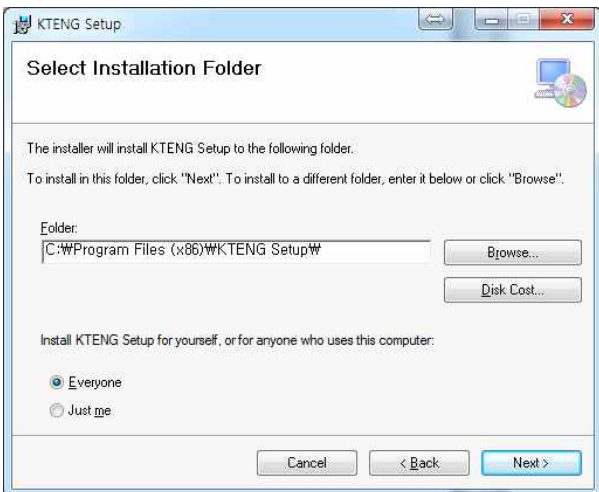 KTENG Setup
Select Installation Folder
The installer will install KTENG Setup to the following folder.
To install in this folder, click "Next". To install to a different folder, enter it below or click "Browse".
Folder:
C:₩Program Files (x86)₩KTENG Setup₩
Browse...
Disk Cost...
Install KTENG Setup for yourself, or for anyone who uses this computer:
Everyone
Just me
Cancel
< Back
Next >